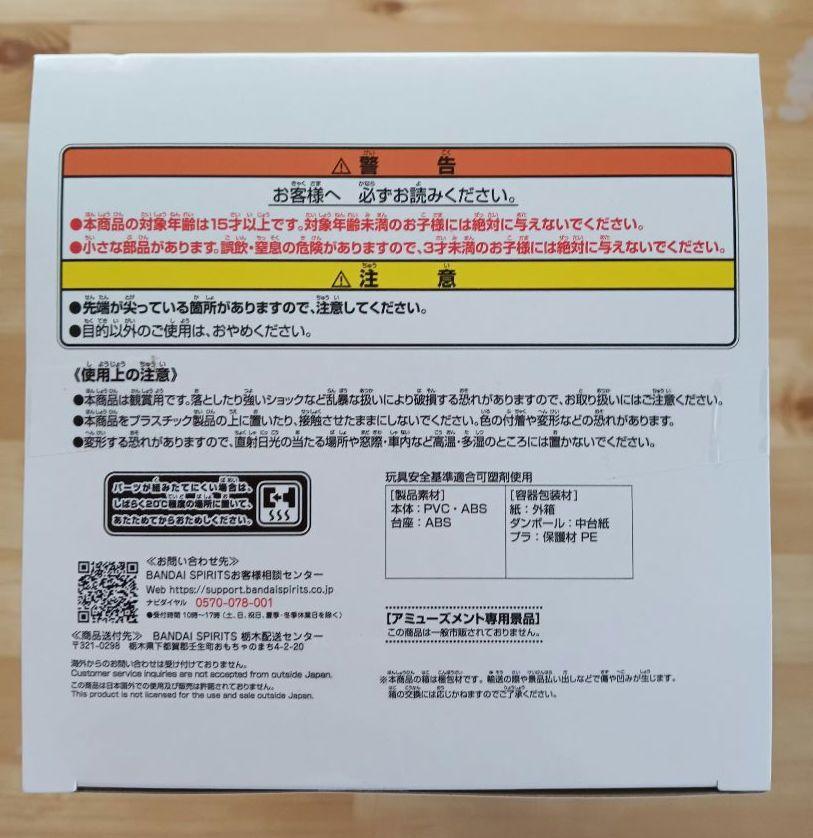 ⚠警告
お客様へ 必ずお読みください。
●本商品の対象年齢は15才以上です。対象年齢未満のお子様には絶対に与えないでください。
●小さな部品があります。誤飲・窒息の危険がありますので、3才未満のお子様には絶対に与えないでください。
⚠注意
●先端が尖っている箇所がありますので、注意してください。
●目的以外のご使用は、おやめください。
《使用上の注意》
●本商品は観賞用です。落としたり強いショックなど乱暴な扱いにより破損する恐れがありますので、お取り扱いにはご注意ください。
●本商品をプラスチック製品の上に置いたり、接触させたままにしないでください。色の付着や変形などの恐れがあります。
●変形する恐れがありますので、直射日光の当たる場所や窓際・車内など高温・多湿のところには置かないでください。
パーツが組みたてにくい場合は、
しばらく20℃程度の場所に置いて、
あたためてからおためしください。
玩具安全基準適合可塑剤使用
[製品素材]
本体：PVC・ABS
台座：ABS
[容器包装材]
紙：外箱
ダンボール：中台紙
プラ：保護材 PE
≪お問い合わせ先≫
BANDAI SPIRITSお客様相談センター
Web https://support.bandaispirits.co.jp
ナビダイヤル 0570-078-001
●受付時間 10時〜17時（土、日、祝日、夏季・冬季休業日を除く）
≪商品送付先≫ BANDAI SPIRITS 栃木配送センター
〒321-0298 栃木県下都賀郡壬生町おもちゃのまち4-2-20
海外からのお問い合わせは受け付けておりません。
Customer service inquiries are not accepted from outside Japan.
この商品は日本国外での使用及び販売は許諾されておりません。
This product is not licensed for the use and sale outside Japan.
【アミューズメント専用景品】
この商品は一般市販されておりません。
※本商品の箱は梱包材です。輸送の際や景品払い出しなどで傷や凹みが生じます。
箱の交換には応じかねますのでご了承ください。